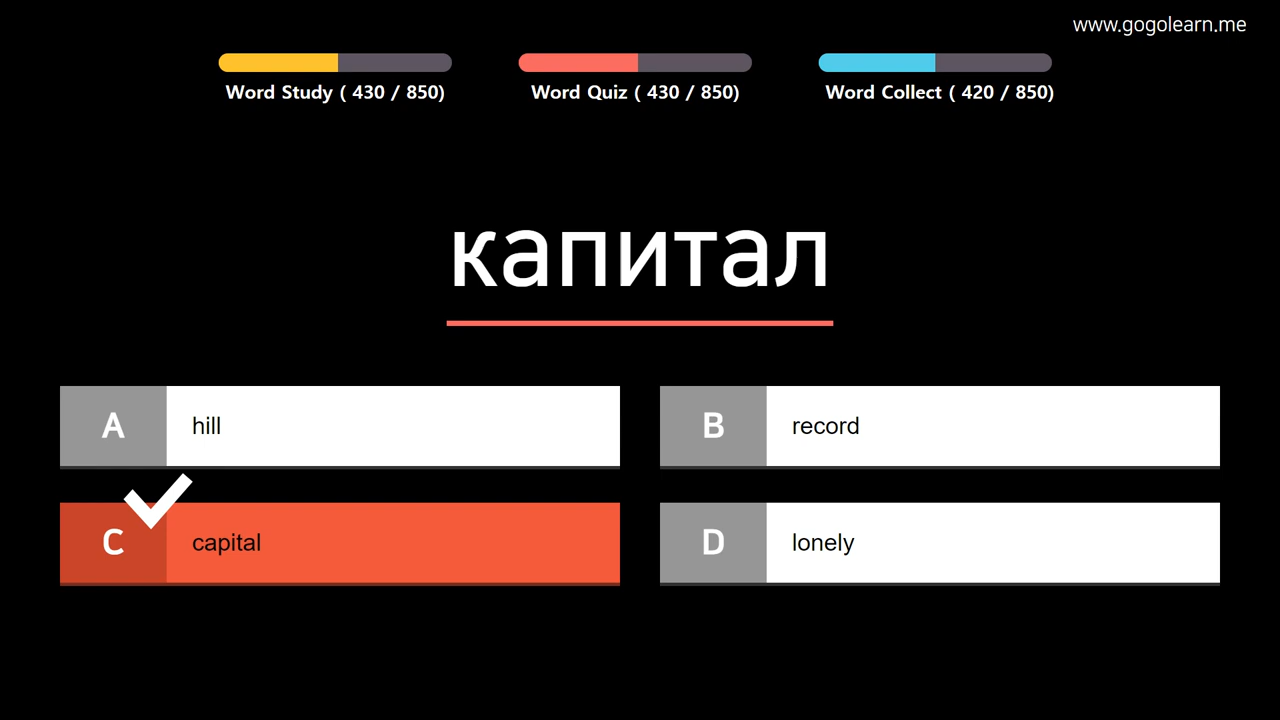 www.gogolearn.me
Word Study ( 430 / 850)
Word Quiz ( 430 / 850)
Word Collect ( 420 / 850)
капитал
A hill
B record
C capital
D lonely